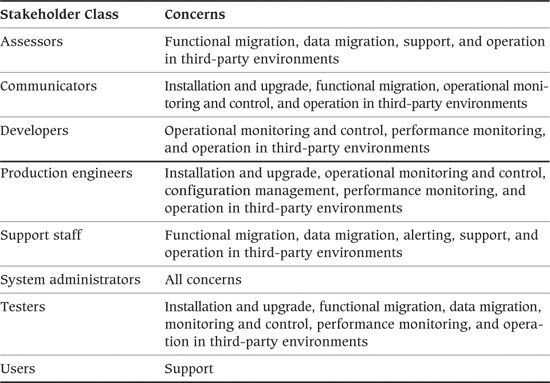 Stakeholder Class Concerns
Assessors Functional migration, data migration, support, and operation
in third-party environments
Communicators Installation and upgrade, functional migration, operational moni-
toring and control, and operation in third-party environments
Developers Operational monitoring and control, performance monitoring,
and operation in third-party environments
Production engineers Installation and upgrade, operational monitoring and control,
configuration management, performance monitoring, and
operation in third-party environments
Support staff Functional migration, data migration, alerting, support, and
operation in third-party environments
System administrators All concerns
Testers Installation and upgrade, functional migration, data migration,
monitoring and control, performance monitoring, and opera-
tion in third-party environments
Users Support